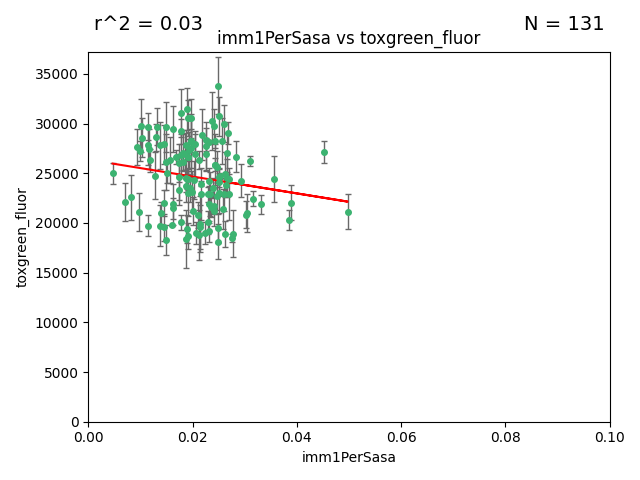 r^2 = 0.03
N = 131
imm1PerSasa vs toxgreen_fluor
toxgreen_fluor
35000
30000
25000
20000
15000
10000
5000
0
0.00 0.02 0.04 0.06 0.08 0.10
imm1PerSasa